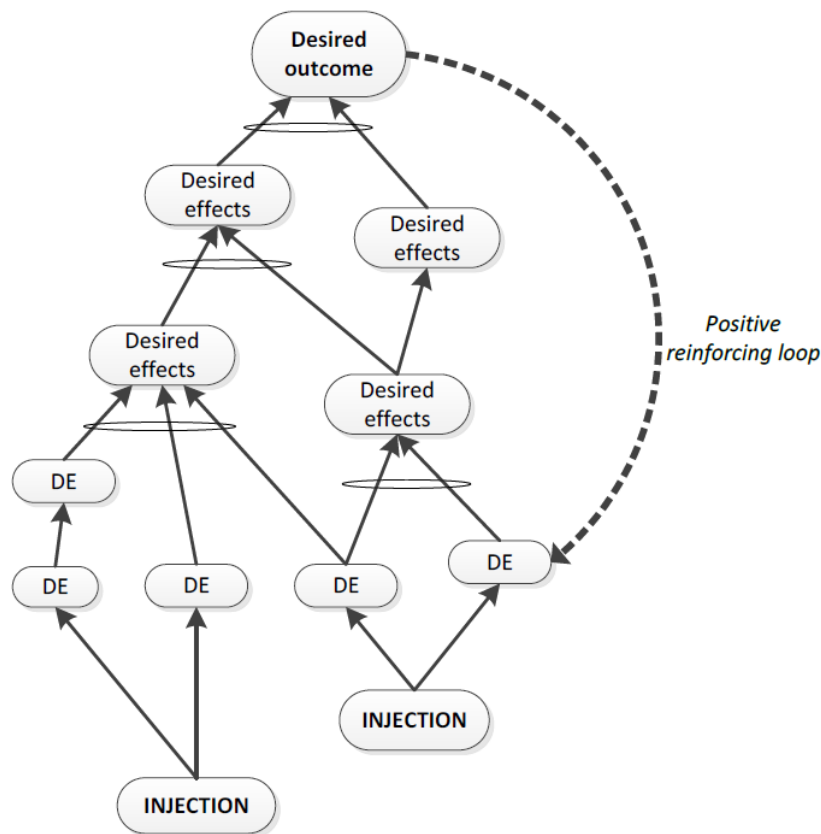 Desired
outcome
Desired
effects
Desired
effects
Positive
reinforcing loop
Desired
effects
Desired
effects
DE
DE
DE
DE
DE
INJECTION
INJECTION